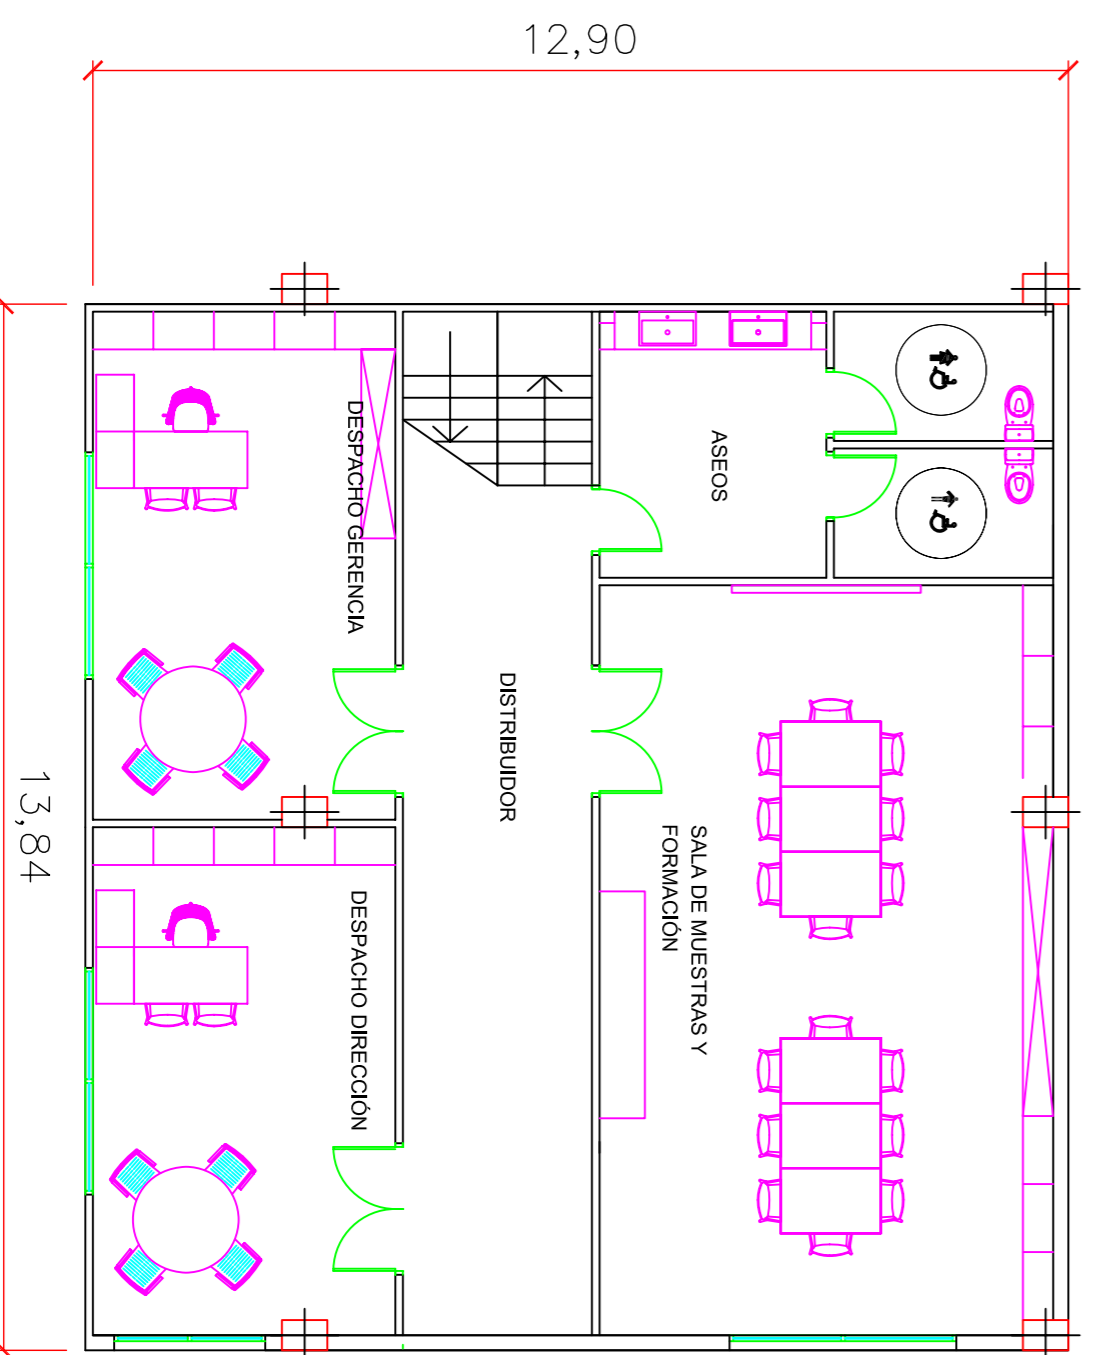 12,90
ASEOS
DESPACHO GERENCIA
DISTRIBUIDOR
13,84
SALA DE MUESTRAS Y
FORMACIÓN
DESPACHO DIRECCIÓN